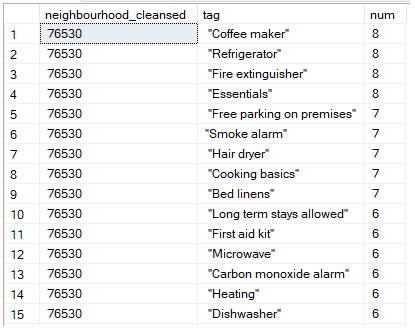 neighbourhood_cleansed tag num
1 76530 "Coffee maker" 8
2 76530 "Refrigerator" 8
3 76530 "Fire extinguisher" 8
4 76530 "Essentials" 8
5 76530 "Free parking on premises" 7
6 76530 "Smoke alarm" 7
7 76530 "Hair dryer" 7
8 76530 "Cooking basics" 7
9 76530 "Bed linens" 7
10 76530 "Long term stays allowed" 6
11 76530 "First aid kit" 6
12 76530 "Microwave" 6
13 76530 "Carbon monoxide alarm" 6
14 76530 "Heating" 6
15 76530 "Dishwasher" 6